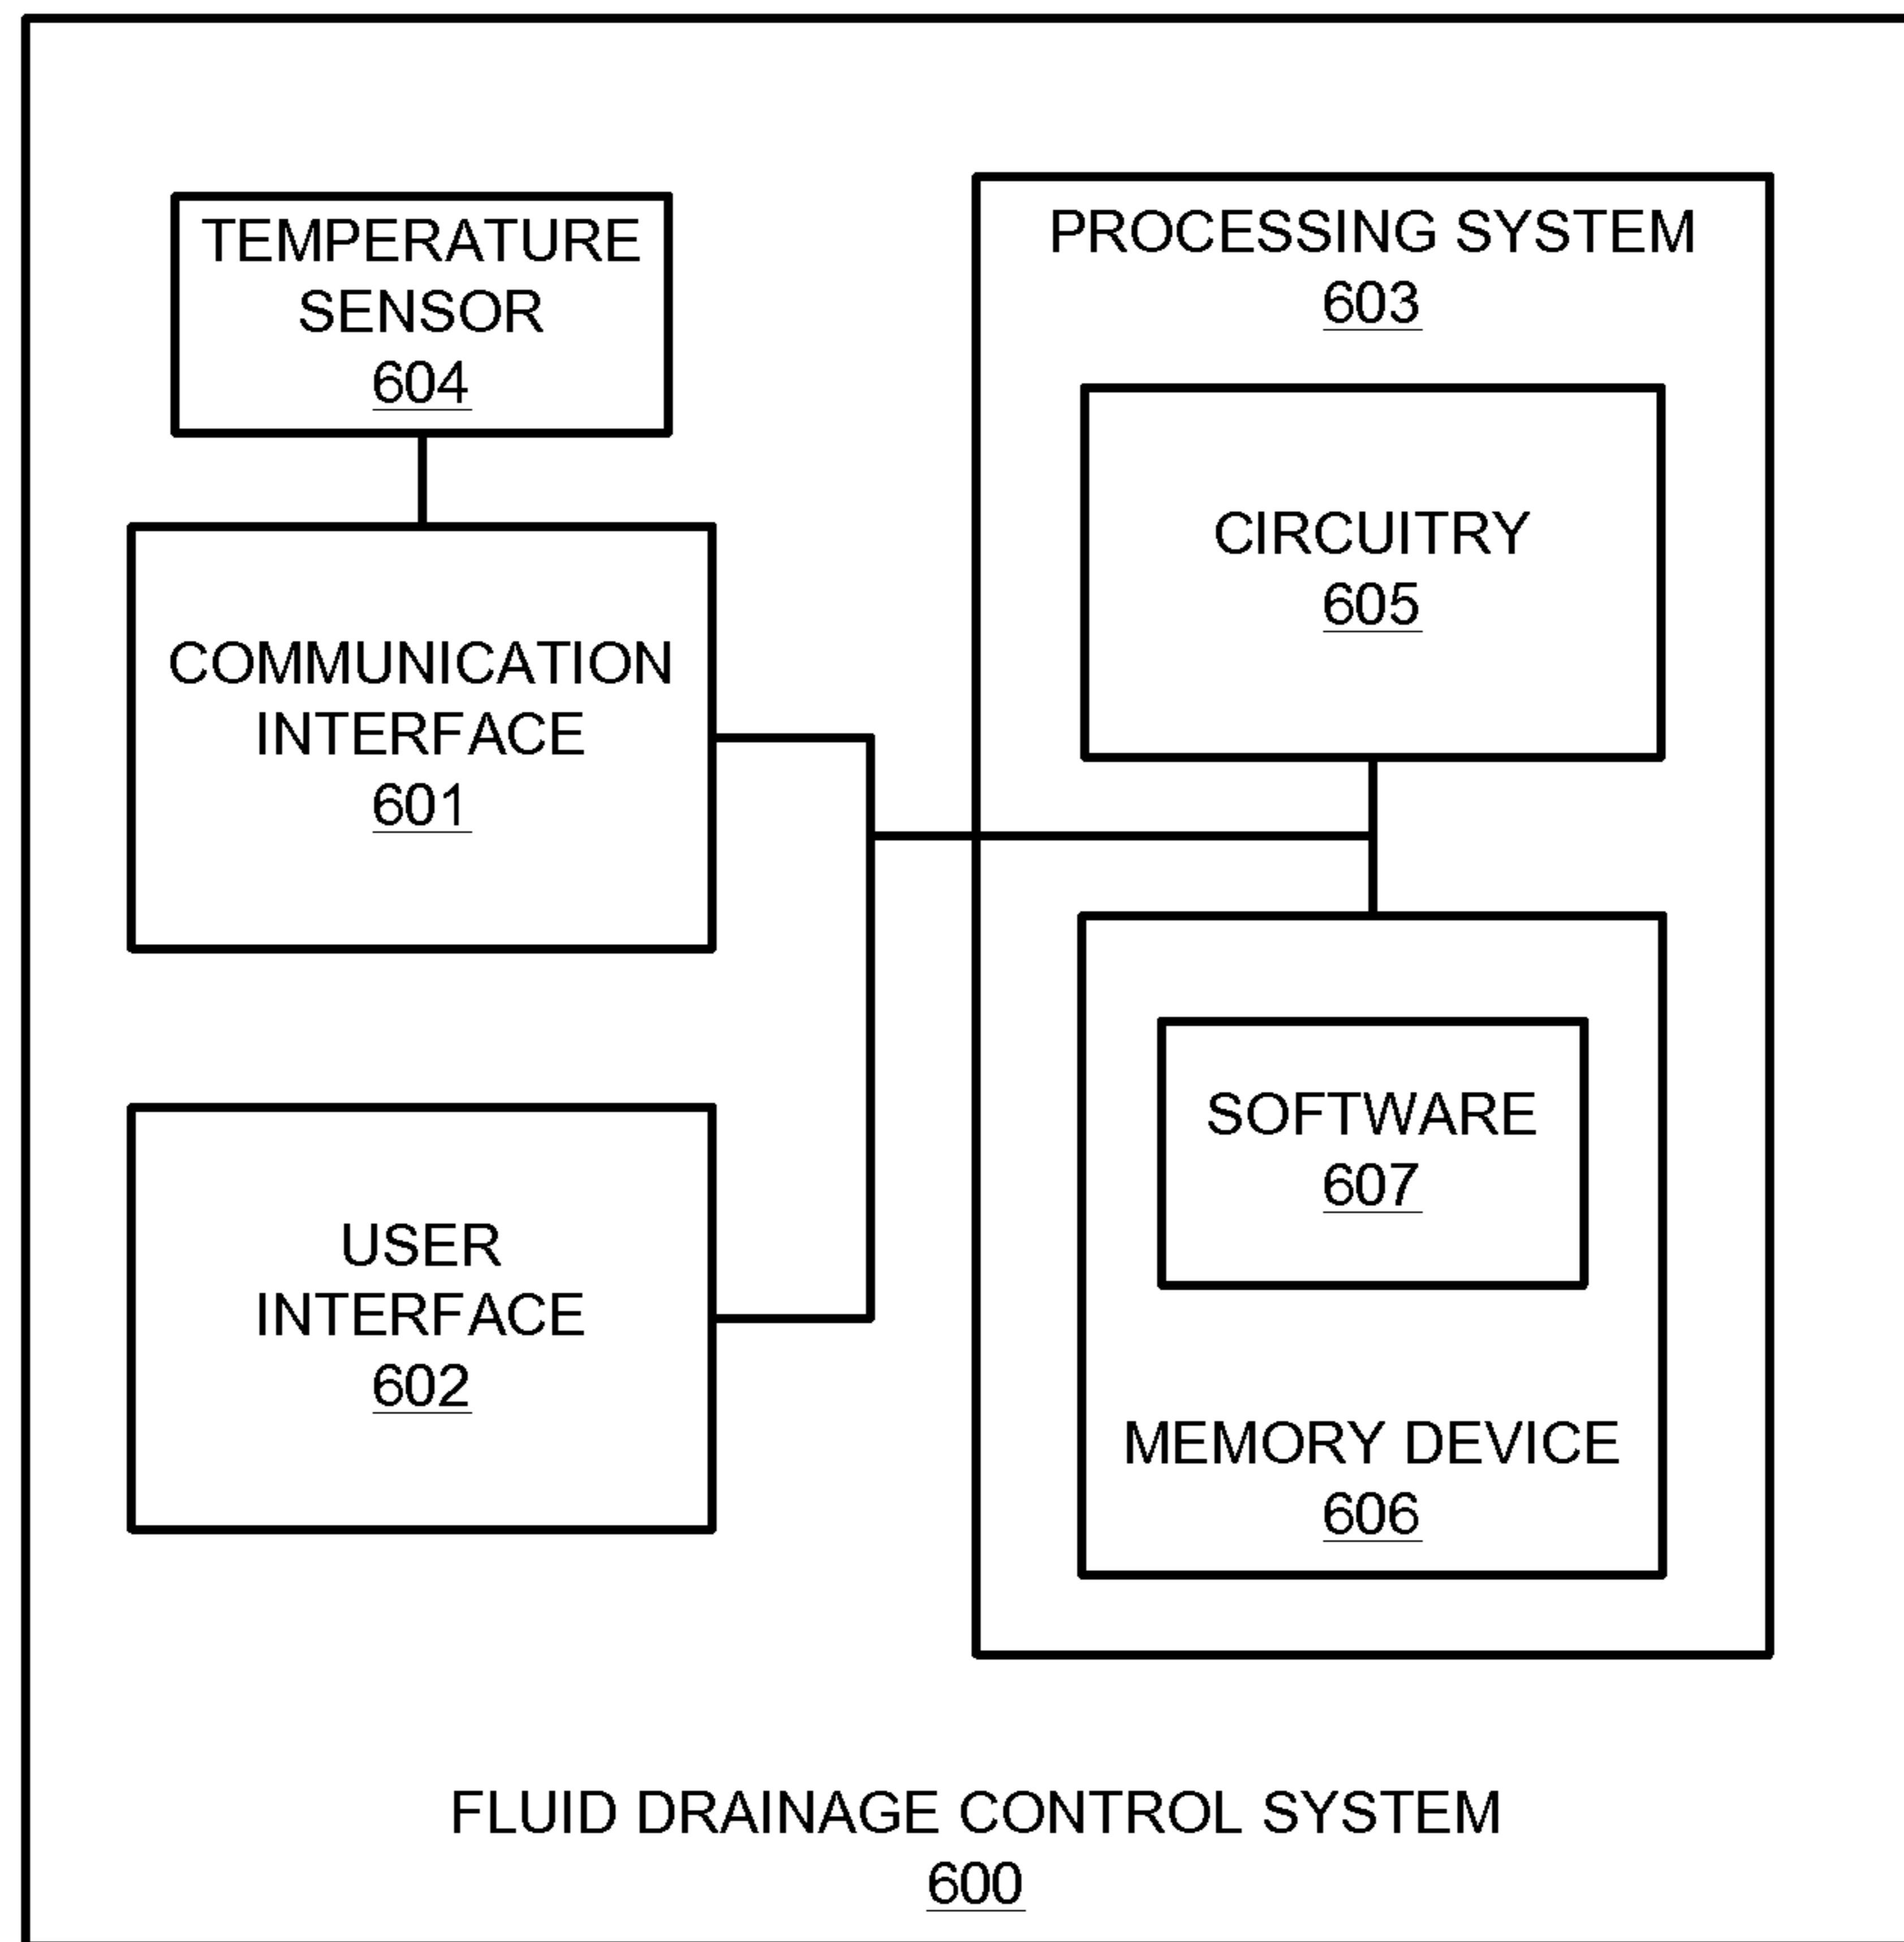 TEMPERATURE
SENSOR
604
COMMUNICATION
INTERFACE
601
USER
INTERFACE
602
PROCESSING SYSTEM
603
CIRCUITRY
605
SOFTWARE
607
MEMORY DEVICE
606
FLUID DRAINAGE CONTROL SYSTEM
600